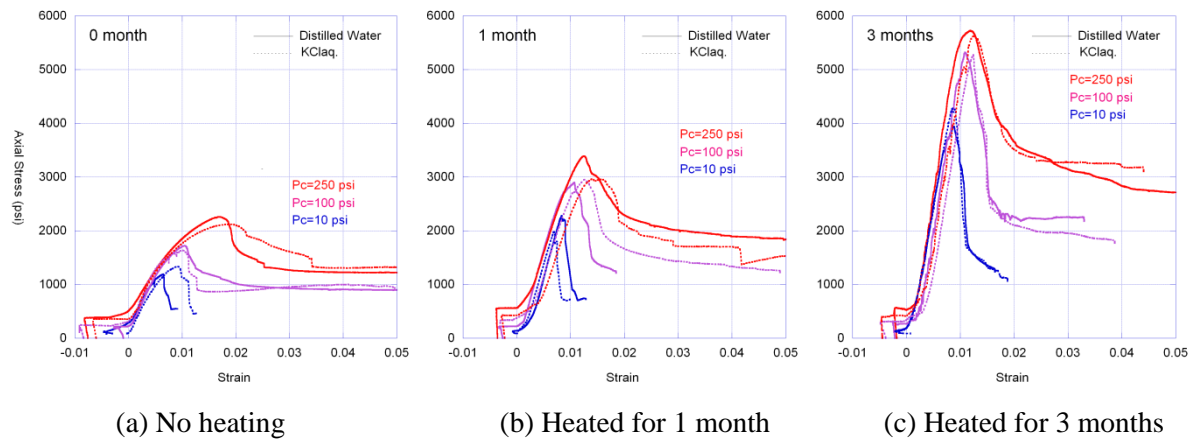 6000
5000
4000
3000
2000
1000
0
Axial Stress (psi)
0 month
Distilled Water
KClaq.
Pc=250 psi
Pc=100 psi
Pc=10 psi
-0.01 0 0.01 0.02 0.03 0.04 0.05
Strain
6000
5000
4000
3000
2000
1000
0
1 month
Distilled Water
KClaq.
Pc=250 psi
Pc=100 psi
Pc=10 psi
-0.01 0 0.01 0.02 0.03 0.04 0.05
Strain
6000
5000
4000
3000
2000
1000
0
3 months
Distilled Water
KClaq.
Pc=250 psi
Pc=100 psi
Pc=10 psi
-0.01 0 0.01 0.02 0.03 0.04 0.05
Strain
(a) No heating
(b) Heated for 1 month
(c) Heated for 3 months